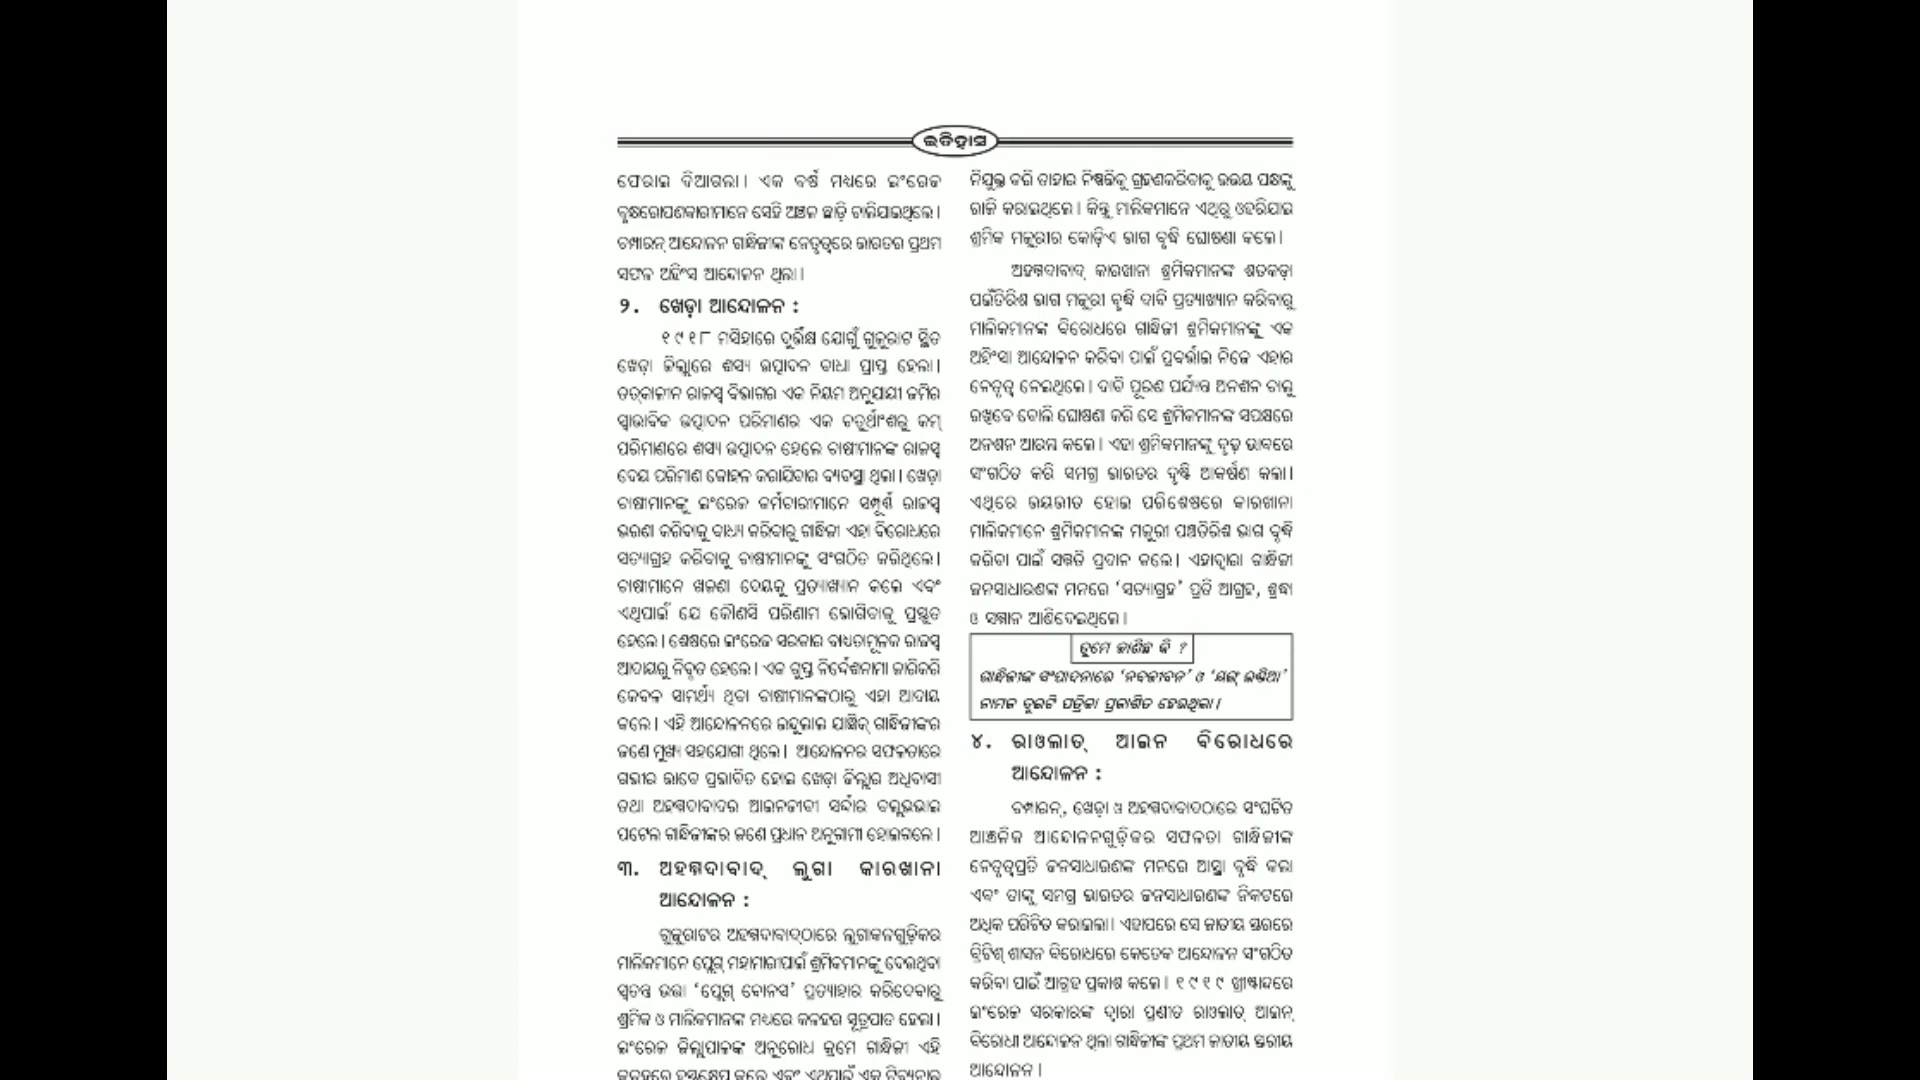 ଇତିହାସ
ଫେରାଇ ଦିଆଗଲା । ଏକ ବର୍ଷ ମଧ୍ୟରେ ଇଂରେଜ
ବୃକ୍ଷରୋପଣକାରୀମାନେ ସେହି ଅଞ୍ଚଳ ଛାଡ଼ି ଚାଲିଯାଇଥିଲେ ।
ଚମ୍ପାରନ୍ ଆନ୍ଦୋଳନ ଗାନ୍ଧିଜୀଙ୍କ ନେତୃତ୍ୱରେ ଭାରତର ପ୍ରଥମ
ସଫଳ ଅହିଂସ ଆନ୍ଦୋଳନ ଥିଲା ।
୨. ଖେଡ଼ା ଆନ୍ଦୋଳନ :
୧୯୧୮ ମସିହାରେ ଦୁର୍ଭିକ୍ଷ ଯୋଗୁଁ ଗୁଜୁରାଟ ସ୍ଥିତ
ଖେଡ଼ା ଜିଲ୍ଲାରେ ଶସ୍ୟ ଉତ୍ପାଦନ ବାଧା ପ୍ରାପ୍ତ ହେଲା ।
ତତ୍‌କାଳୀନ ରାଜସ୍ୱ ବିଭାଗର ଏକ ନିୟମ ଅନୁଯାୟୀ ଜମିର
ସ୍ୱାଭାବିକ ଉତ୍ପାଦନ ପରିମାଣର ଏକ ଚତୁର୍ଥାଂଶରୁ କମ୍
ପରିମାଣରେ ଶସ୍ୟ ଉତ୍ପାଦନ ହେଲେ ଚାଷୀମାନଙ୍କ ରାଜସ୍ୱ
ଦେୟ ପରିମାଣ କୋହଳ କରାଯିବାର ବ୍ୟବସ୍ଥା ଥିଲା । ଖେଡ଼ା
ଚାଷୀମାନଙ୍କୁ ଇଂରେଜ କର୍ମଚାରୀମାନେ ସମ୍ପୂର୍ଣ୍ଣ ରାଜସ୍ୱ
ଭରଣା କରିବାକୁ ବାଧ୍ୟ କରିବାରୁ ଗାନ୍ଧିଜୀ ଏହା ବିରୋଧରେ
ସତ୍ୟାଗ୍ରହ କରିବାକୁ ଚାଷୀମାନଙ୍କୁ ସଂଗଠିତ କରିଥିଲେ ।
ଚାଷୀମାନେ ଖଜଣା ଦେୟକୁ ପ୍ରତ୍ୟାଖ୍ୟାନ କଲେ ଏବଂ
ଏଥିପାଇଁ ଯେ କୌଣସି ପରିଣାମ ଭୋଗିବାକୁ ପ୍ରସ୍ତୁତ
ହେଲେ । ଶେଷରେ ଇଂରେଜ ସରକାର ବାଧ୍ୟତାମୂଳକ ରାଜସ୍ୱ
ଆଦାୟରୁ ନିବୃତ ହେଲେ । ଏକ ଗୁପ୍ତ ନିର୍ଦ୍ଦେଶନାମା ଜାରିକରି
କେବଳ ସାମର୍ଥ୍ୟ ଥିବା ଚାଷୀମାନଙ୍କଠାରୁ ଏହା ଆଦାୟ
କଲେ । ଏହି ଆନ୍ଦୋଳନରେ ଇନ୍ଦୁଲାଲ ଯାଜ୍ଞିକ୍ ଗାନ୍ଧିଜୀଙ୍କର
ଜଣେ ମୁଖ୍ୟ ସହଯୋଗୀ ଥିଲେ । ଆନ୍ଦୋଳନର ସଫଳତାରେ
ଗଭୀର ଭାବେ ପ୍ରଭାବିତ ହୋଇ ଖେଡ଼ା ଜିଲ୍ଲାର ଅଧିବାସୀ
ତଥା ଅହମ୍ମଦାବାଦର ଆଇନଜୀବୀ ସର୍ଦ୍ଦାର ବଲ୍ଲଭଭାଇ
ପଟେଲ ଗାନ୍ଧିଜୀଙ୍କର ଜଣେ ପ୍ରଧାନ ଅନୁଗାମୀ ହୋଇଗଲେ ।
୩. ଅହମ୍ମଦାବାଦ୍ ଲୁଗା କାରଖାନା
ଆନ୍ଦୋଳନ :
ଗୁଜୁରାଟର ଅହମ୍ମଦାବାଦ୍‌ଠାରେ ଲୁଗାକଳଗୁଡ଼ିକର
ମାଲିକମାନେ ପ୍ଲେଗ୍ ମହାମାରୀପାଇଁ ଶ୍ରମିକମାନଙ୍କୁ ଦେଉଥିବା
ସ୍ୱତନ୍ତ୍ର ଭତ୍ତା ‘ପ୍ଲେଗ୍ ବୋନସ’ ପ୍ରତ୍ୟାହାର କରିଦେବାରୁ
ଶ୍ରମିକ ଓ ମାଲିକମାନଙ୍କ ମଧ୍ୟରେ କଳହର ସୂତ୍ରପାତ ହେଲା ।
ଇଂରେଜ ଜିଲ୍ଲାପାଳଙ୍କ ଅନୁରୋଧ କ୍ରମେ ଗାନ୍ଧିଜୀ ଏହି
କଳହରେ ହସ୍ତକ୍ଷେପ କଲେ ଏବଂ ଏଥିପାଇଁ ଏକ
ନିଯୁକ୍ତ କରି ତାହାର ନିଷ୍ପତ୍ତିକୁ ଗ୍ରହଣକରିବାକୁ ଉଭୟ ପକ୍ଷଙ୍କୁ
ରାଜି କରାଇଥିଲେ । କିନ୍ତୁ ମାଲିକମାନେ ଏଥିରୁ ଓହରିଯାଇ
ଶ୍ରମିକ ମଜୁରୀର କୋଡ଼ିଏ ଭାଗ ବୃଦ୍ଧି ଘୋଷଣା କଲେ ।
ଅହମ୍ମଦାବାଦ୍ କାରଖାନା ଶ୍ରମିକମାନଙ୍କ ଶତକଡ଼ା
ପଇଁତିରିଶ ଭାଗ ମଜୁରୀ ବୃଦ୍ଧି ଦାବି ପ୍ରତ୍ୟାଖ୍ୟାନ କରିବାରୁ
ମାଲିକମାନଙ୍କ ବିରୋଧରେ ଗାନ୍ଧିଜୀ ଶ୍ରମିକମାନଙ୍କୁ ଏକ
ଅହିଂସା ଆନ୍ଦୋଳନ କରିବା ପାଇଁ ପ୍ରବର୍ତ୍ତାଇ ନିଜେ ଏହାର
ନେତୃତ୍ୱ ନେଇଥିଲେ । ଦାବି ପୂରଣ ପର୍ଯ୍ୟନ୍ତ ଅନଶନ ଚାଲୁ
ରଖିବେ ବୋଲି ଘୋଷଣା କରି ସେ ଶ୍ରମିକମାନଙ୍କ ସପକ୍ଷରେ
ଅନଶନ ଆରମ୍ଭ କଲେ । ଏହା ଶ୍ରମିକମାନଙ୍କୁ ଦୃଢ଼ ଭାବରେ
ସଂଗଠିତ କରି ସମଗ୍ର ଭାରତର ଦୃଷ୍ଟି ଆକର୍ଷଣ କଲା ।
ଏଥିରେ ଭୟଭୀତ ହୋଇ ପରିଶେଷରେ କାରଖାନା
ମାଲିକମାନେ ଶ୍ରମିକମାନଙ୍କ ମଜୁରୀ ପଞ୍ଚତିରିଶ ଭାଗ ବୃଦ୍ଧି
କରିବା ପାଇଁ ସମ୍ମତି ପ୍ରଦାନ କଲେ । ଏହାଦ୍ୱାରା ଗାନ୍ଧିଜୀ
ଜନସାଧାରଣଙ୍କ ମନରେ ‘ସତ୍ୟାଗ୍ରହ’ ପ୍ରତି ଆଗ୍ରହ, ଶ୍ରଦ୍ଧା
ଓ ସମ୍ମାନ ଆଣିଦେଇଥିଲେ ।
ତୁମେ ଜାଣିଛ କି ?
ଗାନ୍ଧିଜୀଙ୍କ ସଂପାଦନାରେ ‘ନବଜୀବନ’ ଓ ‘ୟଙ୍ଗ୍ ଇଣ୍ଡିଆ’
ନାମକ ଦୁଇଟି ପତ୍ରିକା ପ୍ରକାଶିତ ହେଉଥିଲା ।
୪. ରାଓଲାଟ୍ ଆଇନ ବିରୋଧରେ
ଆନ୍ଦୋଳନ :
ଚମ୍ପାରନ୍, ଖେଡ଼ା ଓ ଅହମ୍ମଦାବାଦଠାରେ ସଂଘଟିତ
ଆଞ୍ଚଳିକ ଆନ୍ଦୋଳନଗୁଡ଼ିକର ସଫଳତା ଗାନ୍ଧିଜୀଙ୍କ
ନେତୃତ୍ୱପ୍ରତି ଜନସାଧାରଣଙ୍କ ମନରେ ଆସ୍ଥା ବୃଦ୍ଧି କଲା
ଏବଂ ତାଙ୍କୁ ସମଗ୍ର ଭାରତର ଜନସାଧାରଣଙ୍କ ନିକଟରେ
ଅଧିକ ପରିଚିତ କରାଇଲା । ଏହାପରେ ସେ ଜାତୀୟ ସ୍ତରରେ
ବ୍ରିଟିଶ୍ ଶାସନ ବିରୋଧରେ କେତେକ ଆନ୍ଦୋଳନ ସଂଗଠିତ
କରିବା ପାଇଁ ଆଗ୍ରହ ପ୍ରକାଶ କଲେ । ୧୯୧୯ ଖ୍ରୀଷ୍ଟାବ୍ଦରେ
ଇଂରେଜ ସରକାରଙ୍କ ଦ୍ୱାରା ପ୍ରଣୀତ ରାଓଲାଟ୍ ଆଇନ୍
ବିରୋଧୀ ଆନ୍ଦୋଳନ ଥିଲା ଗାନ୍ଧିଜୀଙ୍କ ପ୍ରଥମ ଜାତୀୟ ସ୍ତରୀୟ
ଆନ୍ଦୋଳନ ।